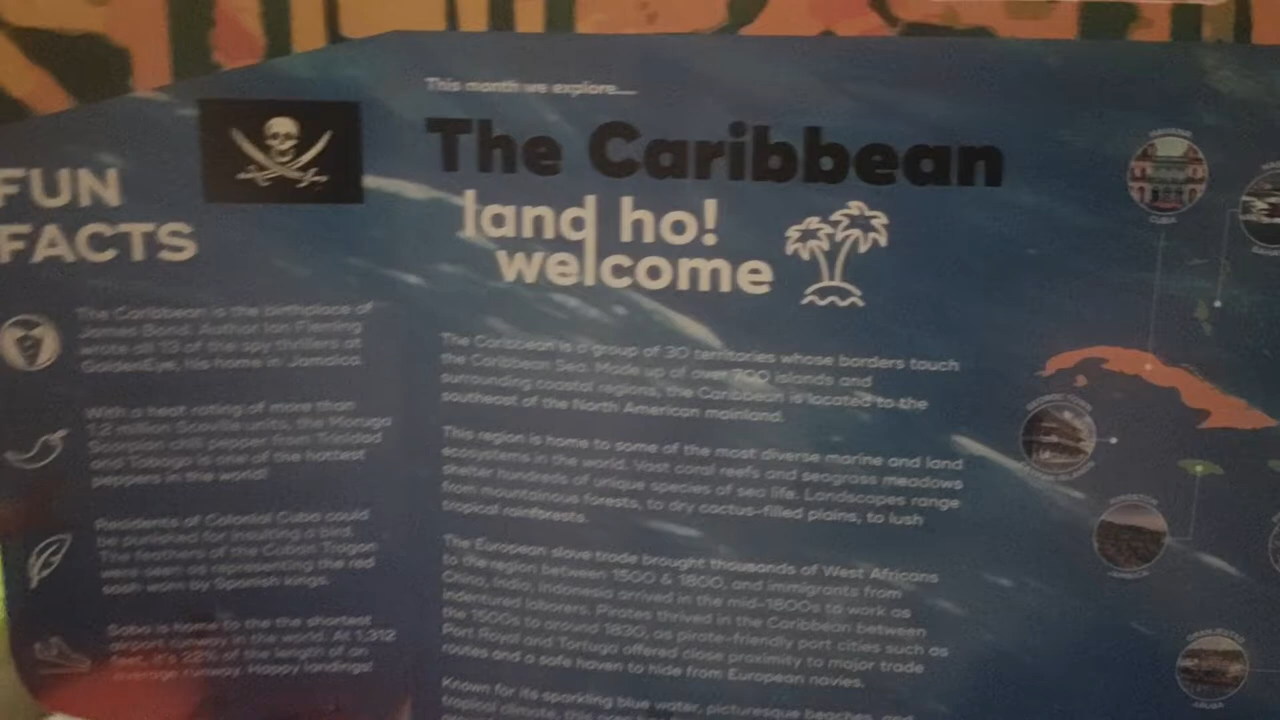 This month we explore....
The Caribbean
land ho!
welcome
FUN
FACTS
The Caribbean is the birthplace of
James Bond. Author Ian Fleming
wrote all 13 of the spy thrillers at
GoldenEye, his home in Jamaica.
With a heat rating of more than
1.2 million Scoville units, the Moruga
Scorpion chili pepper from Trinidad
and Tobago is one of the hottest
peppers in the world!
Residents of Colonial Cuba could
be punished for injuring a bird.
The feathers of the Cuban Trogon
were seen as representing the red
sash worn by Spanish kings.
Saba is home to the the shortest
airport runway in the world. At 1,312
feet, it's 22% of the length of an
average runway. Happy landings!
The Caribbean is a group of 30 territories whose borders touch
the Caribbean Sea. Made up of over 700 islands and
surrounding coastal regions, the Caribbean is located to the
southeast of the North American mainland.
This region is home to some of the most diverse marine and land
ecosystems in the world. Vast coral reefs and seagrass meadows
shelter of unique species of sea life. Landscapes range
from mountainous forests, to dry cactus-filled plains, to lush
tropical rainforests.
The European slave trade brought thousands of West Africans
to the region between 1500 & 1800, and immigrants from
China, India, Indonesia arrived in the mid-1800s to work as
indentured laborers. Pirates thrived in the Caribbean between
the 1500s to around 1830, as pirate-friendly port cities such as
Port Royal and Tortuga offered close proximity to major trade
routes and a safe haven to hide from European navies.
Known for its sparkling blue water, picturesque beaches, and
tropical climate, the
CUBA
JAMAICA
ARUBA